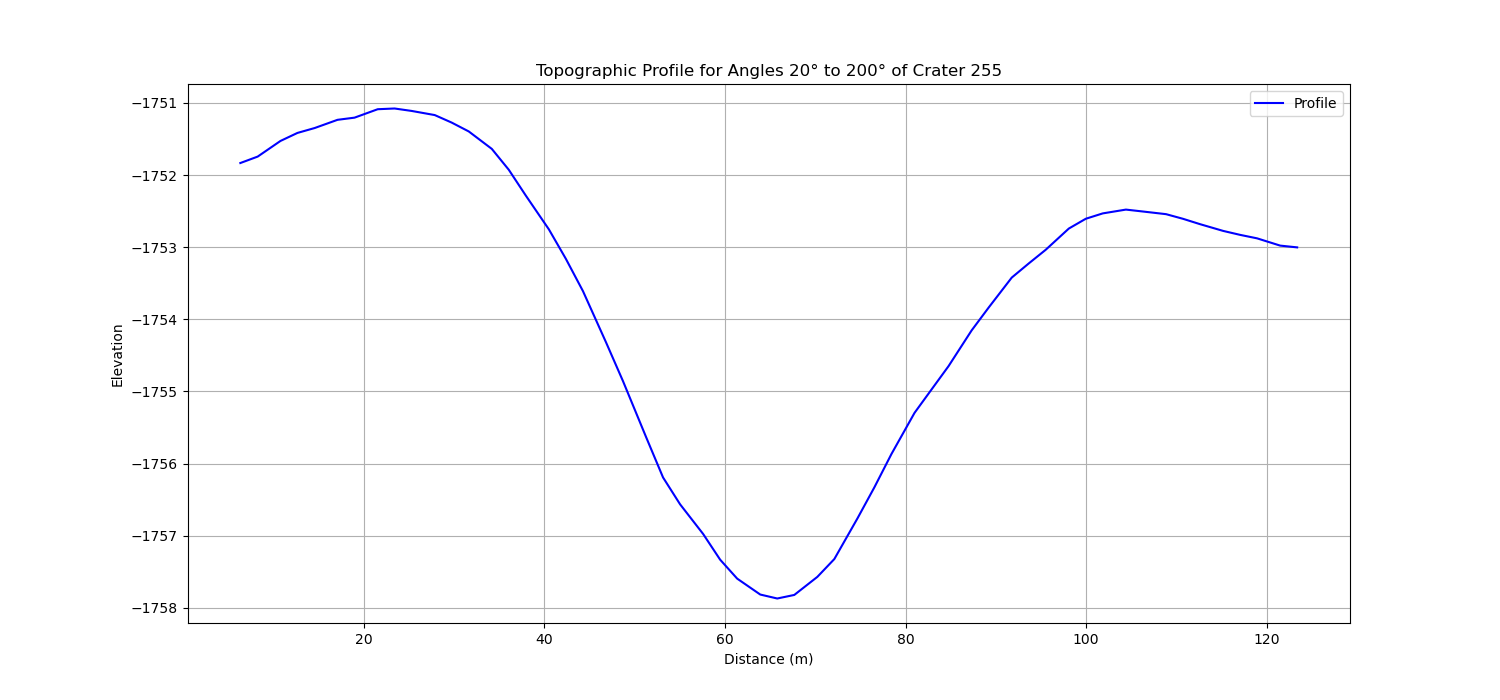 Topographic Profile for Angles 20° to 200° of Crater 255
Profile
−1751
−1752
−1753
−1754
−1755
−1756
−1757
−1758
Elevation
20 40 60 80 100 120
Distance (m)